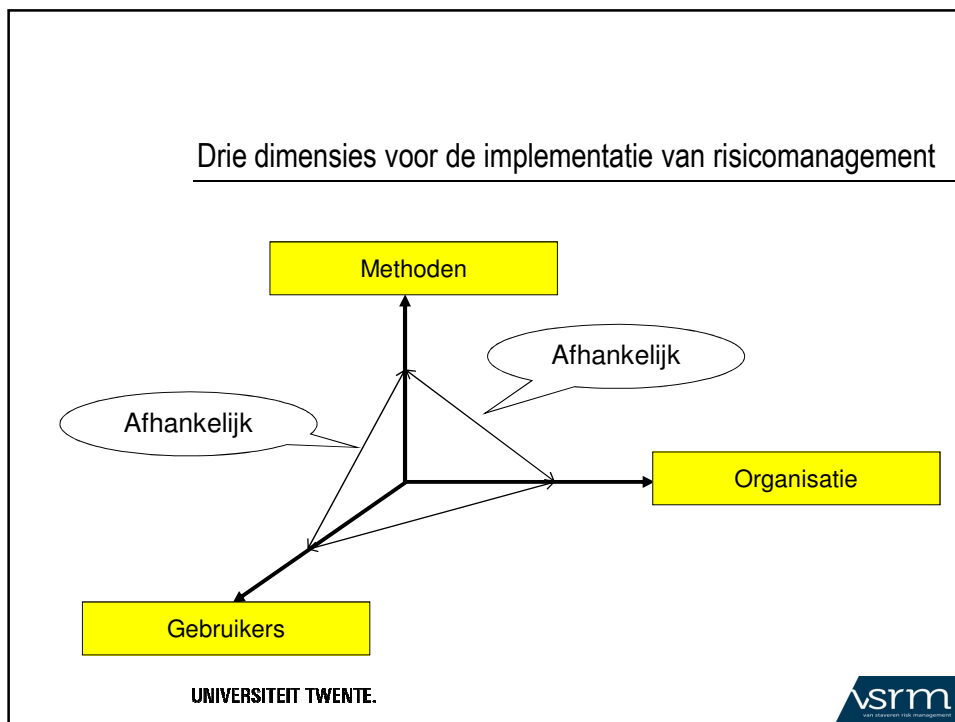 Drie dimensies voor de implementatie van risicomanagement
Methoden
Afhankelijk
Afhankelijk
Organisatie
Gebruikers
UNIVERSITEIT TWENTE.
vsrm
van staveren risk management